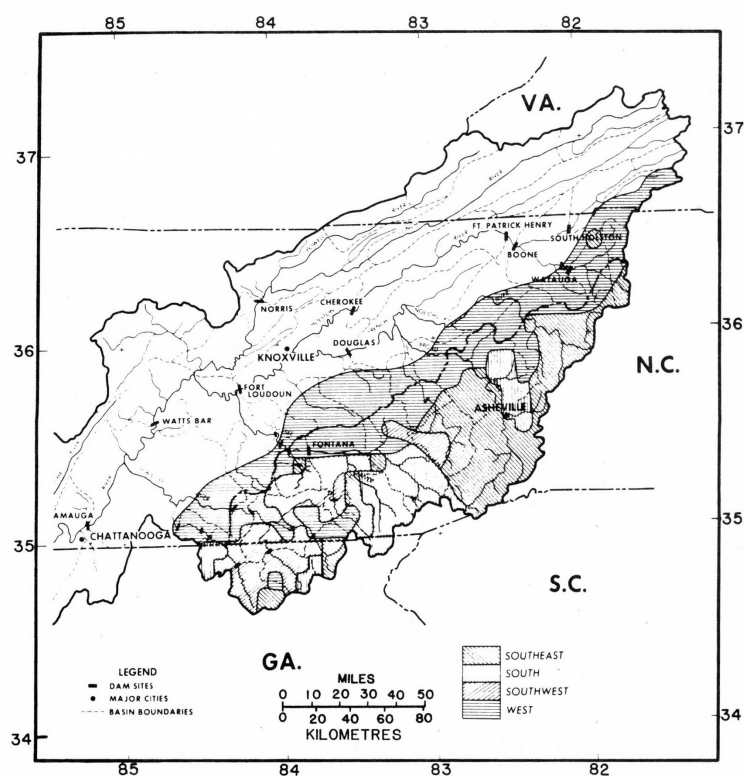 85 84 83 82
VA.
37 37
RIVER
RIVER
RIVER
FT. PATRICK HENRY
SOUTH HOLSTON
BOONE
WATAUGA
NORRIS
CHEROKEE
36 36
DOUGLAS
KNOXVILLE
N.C.
FORT
LOUDOUN
ASHEVILLE
WATTS BAR
FONTANA
AMAUGA
CHATTANOOGA
35 35
S.C.
GA.
LEGEND
DAM SITES
MAJOR CITIES
BASIN BOUNDARIES
MILES
0 10 20 30 40 50
0 20 40 60 80
KILOMETRES
SOUTHEAST
SOUTH
SOUTHWEST
WEST
34 34
85 84 83 82